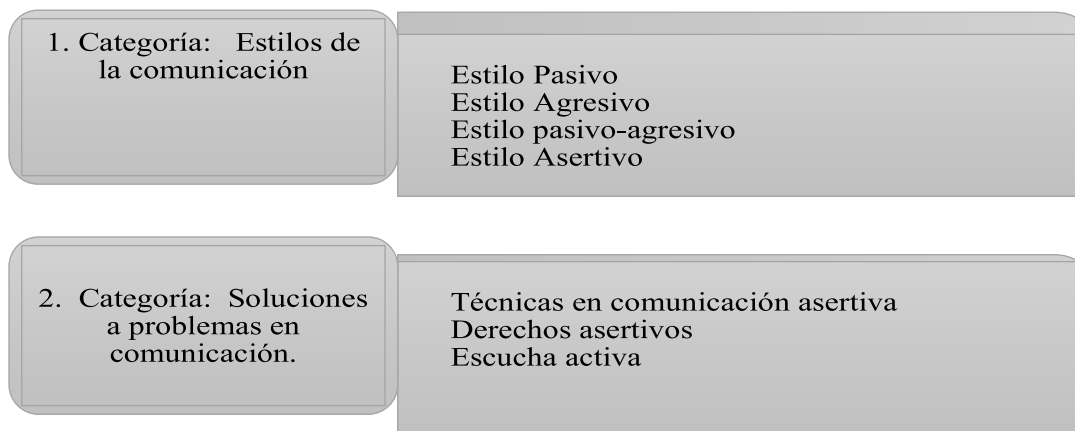 1. Categoría: Estilos de
la comunicación
Estilo Pasivo
Estilo Agresivo
Estilo pasivo-agresivo
Estilo Asertivo
2. Categoría: Soluciones
a problemas en
comunicación.
Técnicas en comunicación asertiva
Derechos asertivos
Escucha activa